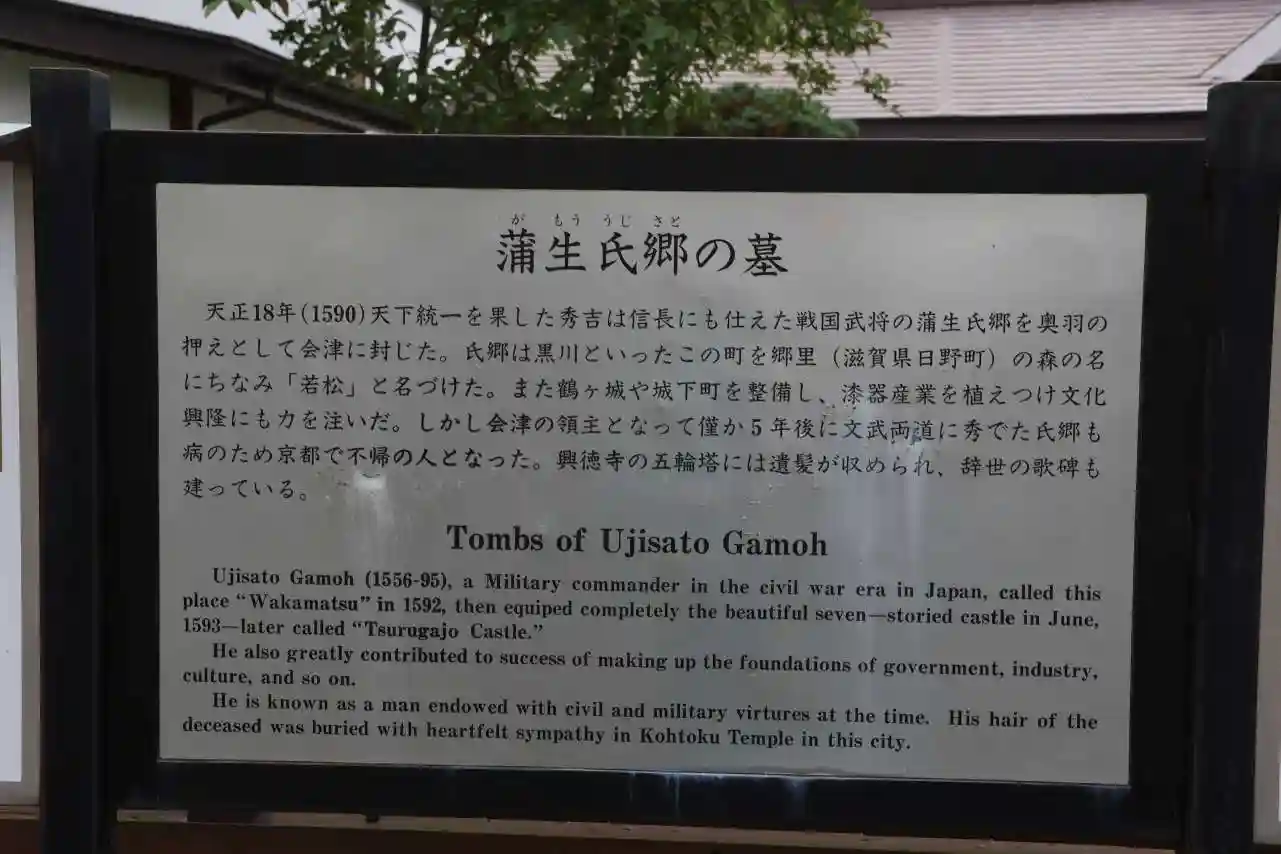 が もう うじ さと
蒲生氏郷の墓
天正18年(1590)天下統一を果した秀吉は信長にも仕えた戦国武将の蒲生氏郷を奥羽の
押えとして会津に封じた。氏郷は黒川といったこの町を郷里（滋賀県日野町）の森の名
にちなみ「若松」と名づけた。また鶴ヶ城や城下町を整備し、漆器産業を植えつけ文化
興隆にも力を注いだ。しかし会津の領主となって僅か５年後に文武両道に秀でた氏郷も
病のため京都で不帰の人となった。興徳寺の五輪塔には遺髪が収められ、辞世の歌碑も
建っている。
Tombs of Ujisato Gamoh
Ujisato Gamoh (1556-95), a Military commander in the civil war era in Japan, called this
place “Wakamatsu” in 1592, then equiped completely the beautiful seven—storied castle in June,
1593—later called “Tsurugajo Castle.”
He also greatly contributed to success of making up the foundations of government, industry,
culture, and so on.
He is known as a man endowed with civil and military virtures at the time. His hair of the
deceased was buried with heartfelt sympathy in Kohtoku Temple in this city.